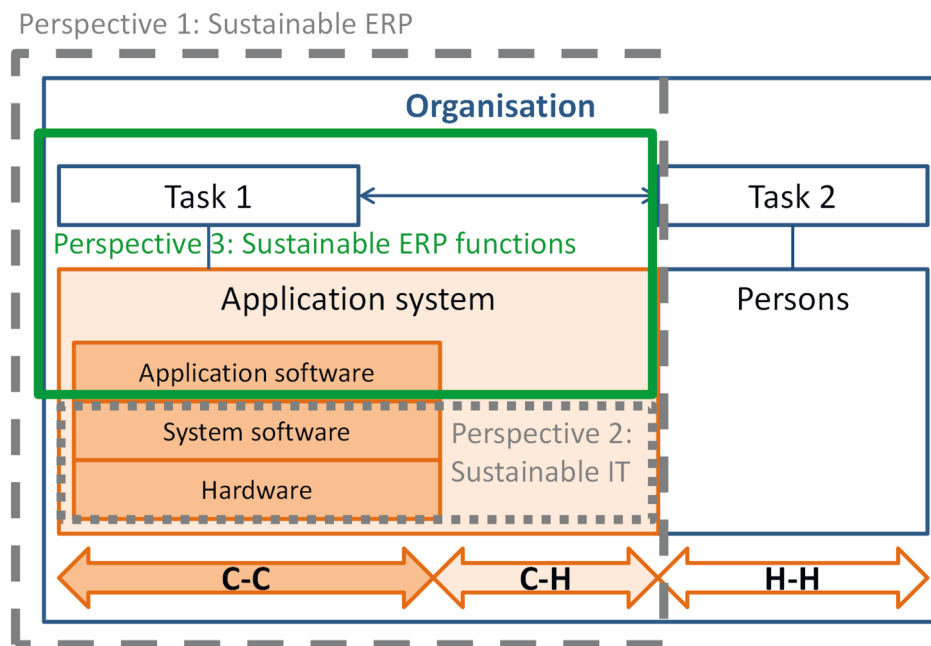 Perspective 1: Sustainable ERP
Organisation
Task 1
Task 2
Perspective 3: Sustainable ERP functions
Application system
Persons
Application software
System software
Perspective 2:
Sustainable IT
Hardware
C-C
C-H
H-H